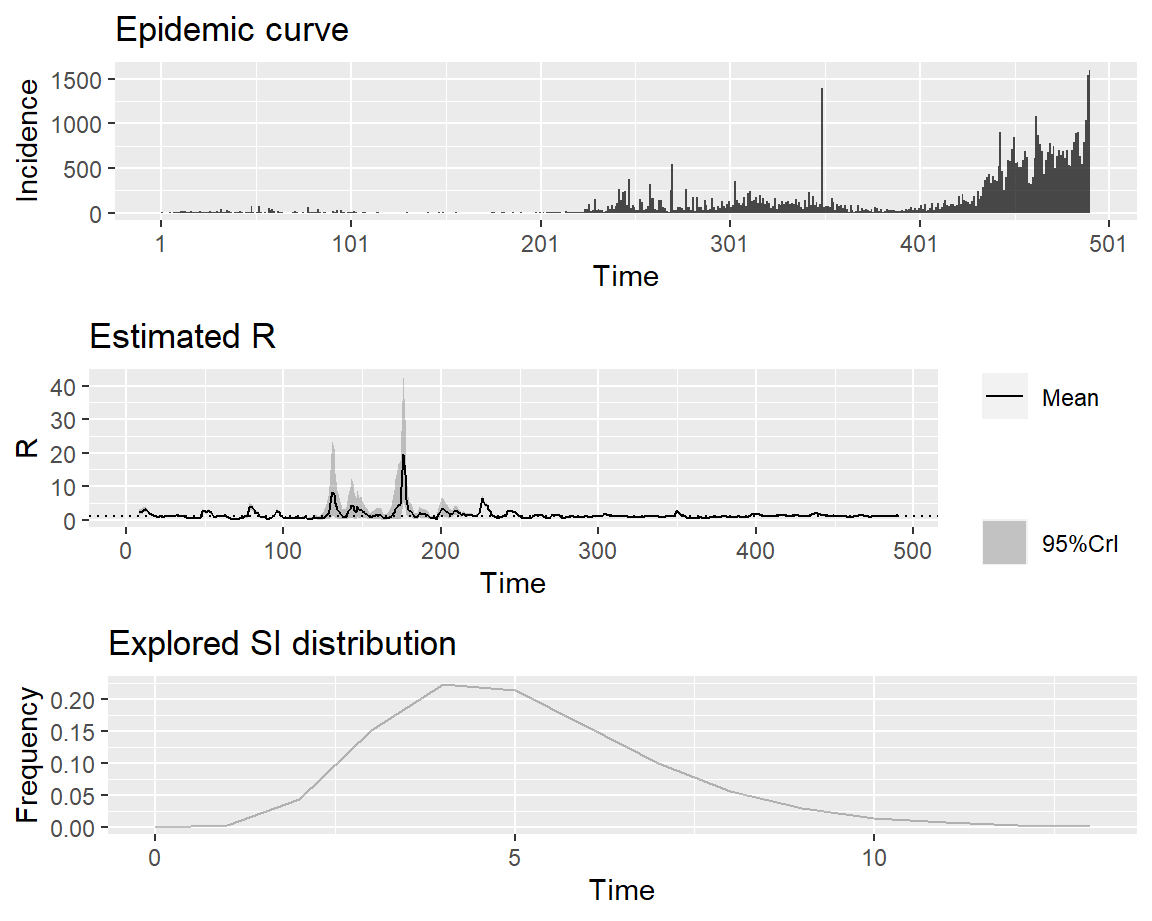 Epidemic curve
Incidence
1500
1000
500
0
1 101 201 301 401 501
Time
Estimated R
R
40
30
20
10
0
0 100 200 300 400 500
Time
Mean
95%CrI
Explored SI distribution
Frequency
0.20
0.15
0.10
0.05
0.00
0 5 10
Time